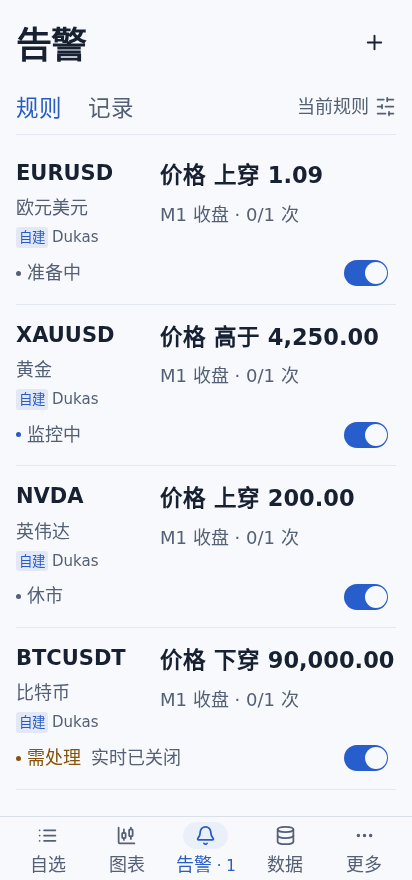 告警
规则 记录 当前规则
EURUSD 价格 上穿 1.09
欧元美元 M1 收盘 · 0/1 次
自建 Dukas
准备中
XAUUSD 价格 高于 4,250.00
黄金 M1 收盘 · 0/1 次
自建 Dukas
监控中
NVDA 价格 上穿 200.00
英伟达 M1 收盘 · 0/1 次
自建 Dukas
休市
BTCUSDT 价格 下穿 90,000.00
比特币 M1 收盘 · 0/1 次
自建 Dukas
需处理 实时已关闭
自选 图表 告警 · 1 数据 更多